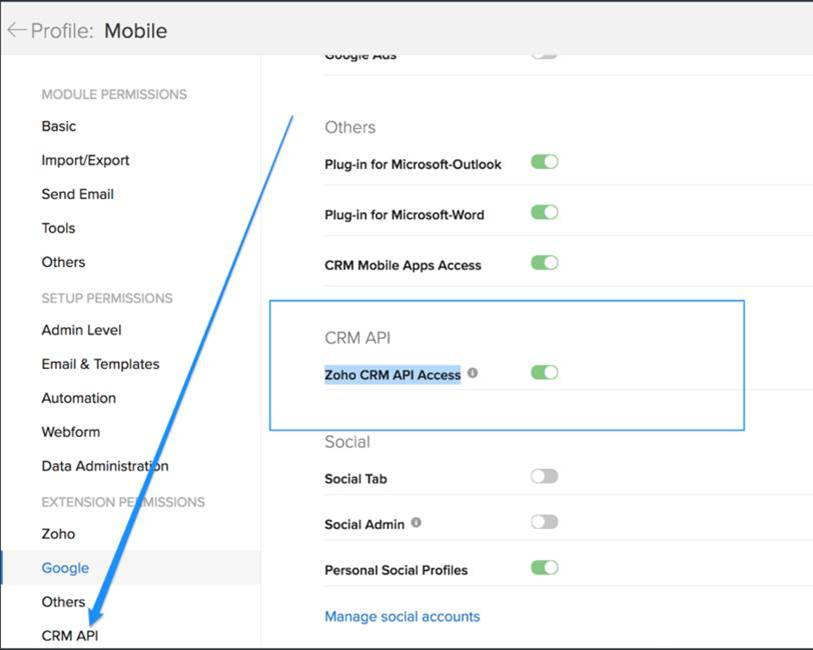 Profile: Mobile
MODULE PERMISSIONS
Basic
Import/Export
Send Email
Tools
Others
SETUP PERMISSIONS
Admin Level
Email & Templates
Automation
Webform
Data Administration
EXTENSION PERMISSIONS
Zoho
Google
Others
CRM API
Google Ads
Others
Plug-in for Microsoft-Outlook
Plug-in for Microsoft-Word
CRM Mobile Apps Access
CRM API
Zoho CRM API Access
Social
Social Tab
Social Admin
Personal Social Profiles
Manage social accounts